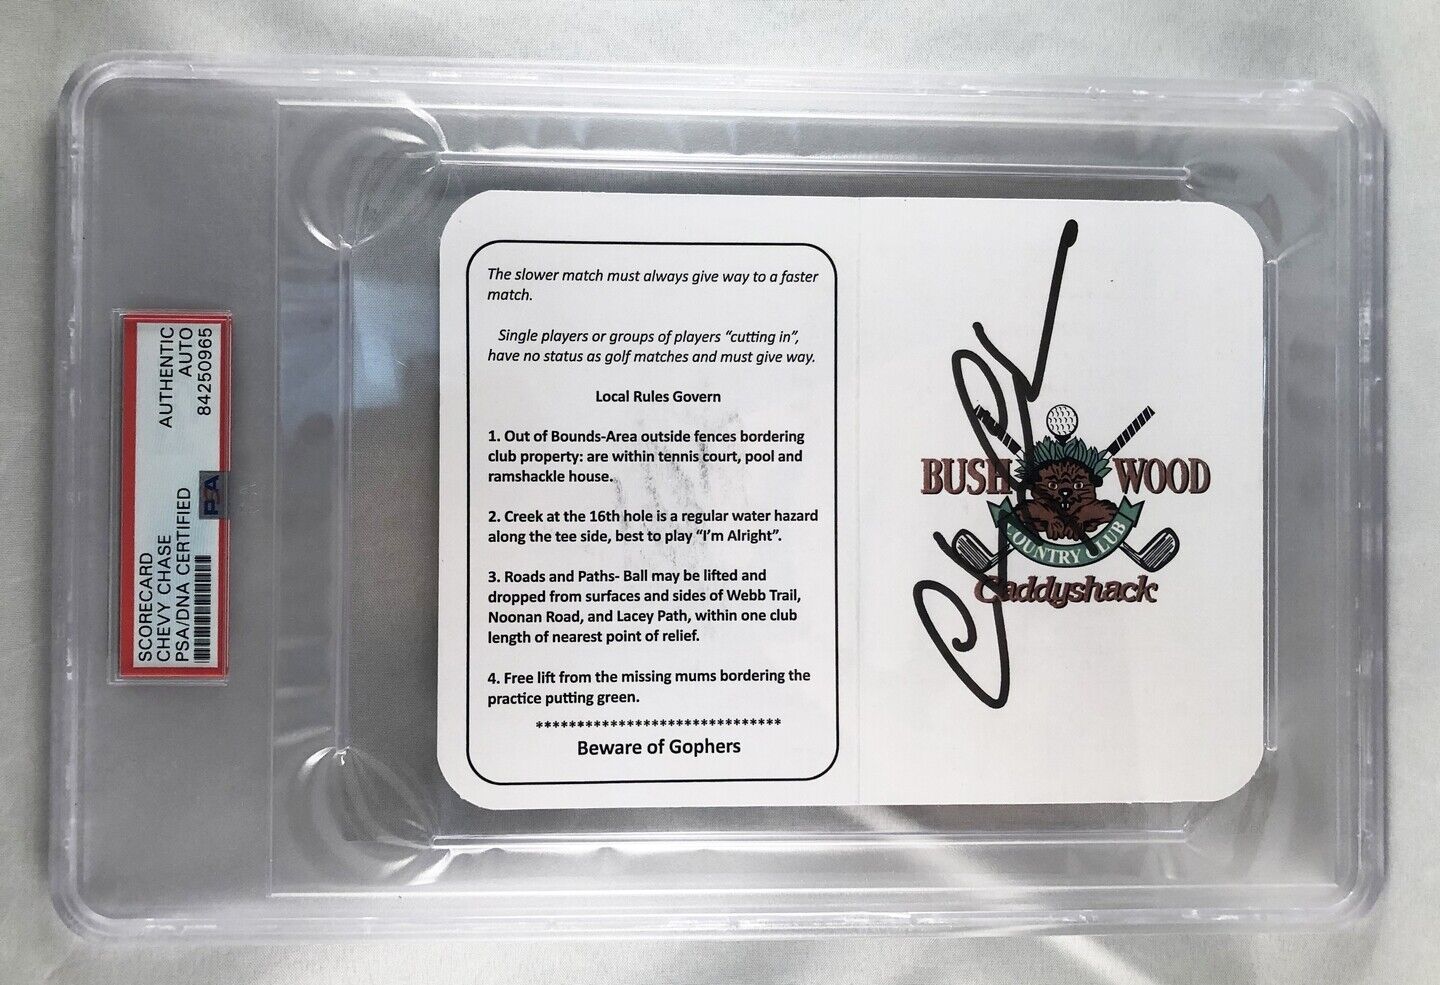 SCORECARD
CHEVY CHASE
PSA/DNA CERTIFIED
AUTHENTIC
AUTO
84250965
PSA
The slower match must always give way to a faster
match.
Single players or groups of players “cutting in”,
have no status as golf matches and must give way.
Local Rules Govern
1. Out of Bounds-Area outside fences bordering
club property: are within tennis court, pool and
ramshackle house.
2. Creek at the 16th hole is a regular water hazard
along the tee side, best to play “I’m Alright”.
3. Roads and Paths- Ball may be lifted and
dropped from surfaces and sides of Webb Trail,
Noonan Road, and Lacey Path, within one club
length of nearest point of relief.
4. Free lift from the missing mums bordering the
practice putting green.
******************************
Beware of Gophers
BUSHWOOD
COUNTRY CLUB
Caddyshack